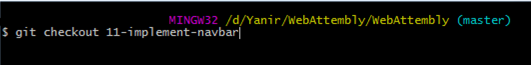 MINGW32 /d/Yanir/WebAttembly/WebAttembly (master)
$ git checkout 11-implement-navbar